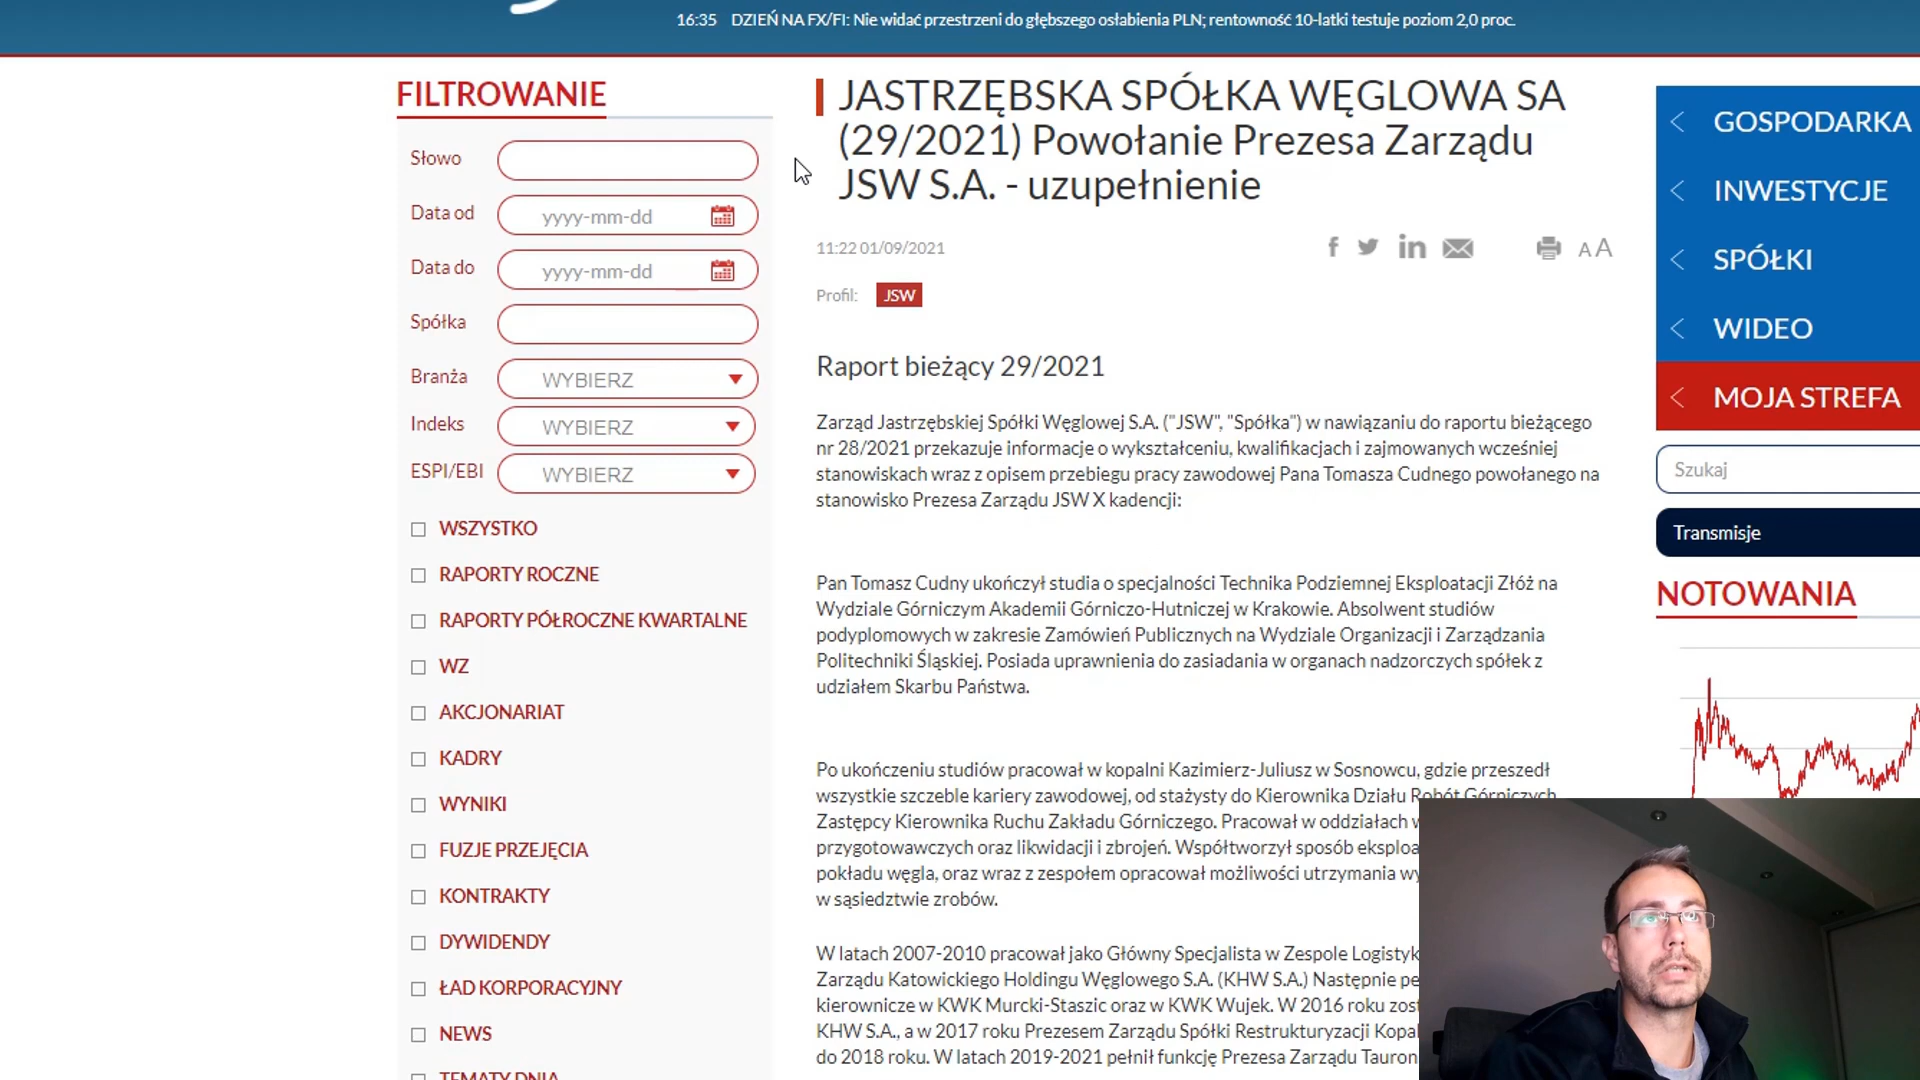 16:35 DZIEŃ NA FX/FI: Nie widać przestrzeni do głębszego osłabienia PLN; rentowność 10-latki testuje poziom 2,0 proc.
FILTROWANIE
Słowo
Data od yyyy-mm-dd
Data do yyyy-mm-dd
Spółka
Branża WYBIERZ
Indeks WYBIERZ
ESPI/EBI WYBIERZ
WSZYSTKO
RAPORTY ROCZNE
RAPORTY PÓŁROCZNE KWARTALNE
WZ
AKCJONARIAT
KADRY
WYNIKI
FUZJE PRZEJĘCIA
KONTRAKTY
DYWIDENDY
ŁAD KORPORACYJNY
NEWS
TEMATY DNIA
JASTRZĘBSKA SPÓŁKA WĘGLOWA SA
(29/2021) Powołanie Prezesa Zarządu
JSW S.A. - uzupełnienie
11:22 01/09/2021
A A
Profil: JSW
Raport bieżący 29/2021
Zarząd Jastrzębskiej Spółki Węglowej S.A. ("JSW", "Spółka") w nawiązaniu do raportu bieżącego
nr 28/2021 przekazuje informacje o wykształceniu, kwalifikacjach i zajmowanych wcześniej
stanowiskach wraz z opisem przebiegu pracy zawodowej Pana Tomasza Cudnego powołanego na
stanowisko Prezesa Zarządu JSW X kadencji:
Pan Tomasz Cudny ukończył studia o specjalności Technika Podziemnej Eksploatacji Złóż na
Wydziale Górniczym Akademii Górniczo-Hutniczej w Krakowie. Absolwent studiów
podyplomowych w zakresie Zamówień Publicznych na Wydziale Organizacji i Zarządzania
Politechniki Śląskiej. Posiada uprawnienia do zasiadania w organach nadzorczych spółek z
udziałem Skarbu Państwa.
Po ukończeniu studiów pracował w kopalni Kazimierz-Juliusz w Sosnowcu, gdzie przeszedł
wszystkie szczeble kariery zawodowej, od stażysty do Kierownika Działu Robót Górniczych
Zastępcy Kierownika Ruchu Zakładu Górniczego. Pracował w oddziałach
przygotowawczych oraz likwidacji i zbrojeń. Współtworzył sposób
pokładu węgla, oraz wraz z zespołem opracował możliwości utrzymania
w sąsiedztwie zrobów.
W latach 2007-2010 pracował jako Główny Specjalista w Zespole
Zarządu Katowickiego Holdingu Węglowego S.A. (KHW S.A.) Następnie
kierownicze w KWK Murcki-Staszic oraz w KWK Wujek. W 2016 roku
KHW S.A., a w 2017 roku Prezesem Zarządu Spółki Restrukturyzacji
do 2018 roku. W latach 2019-2021 pełnił funkcję Prezesa Zarządu Tauron
GOSPODARKA
INWESTYCJE
SPÓŁKI
WIDEO
MOJA STREFA
Szukaj
Transmisje
NOTOWANIA